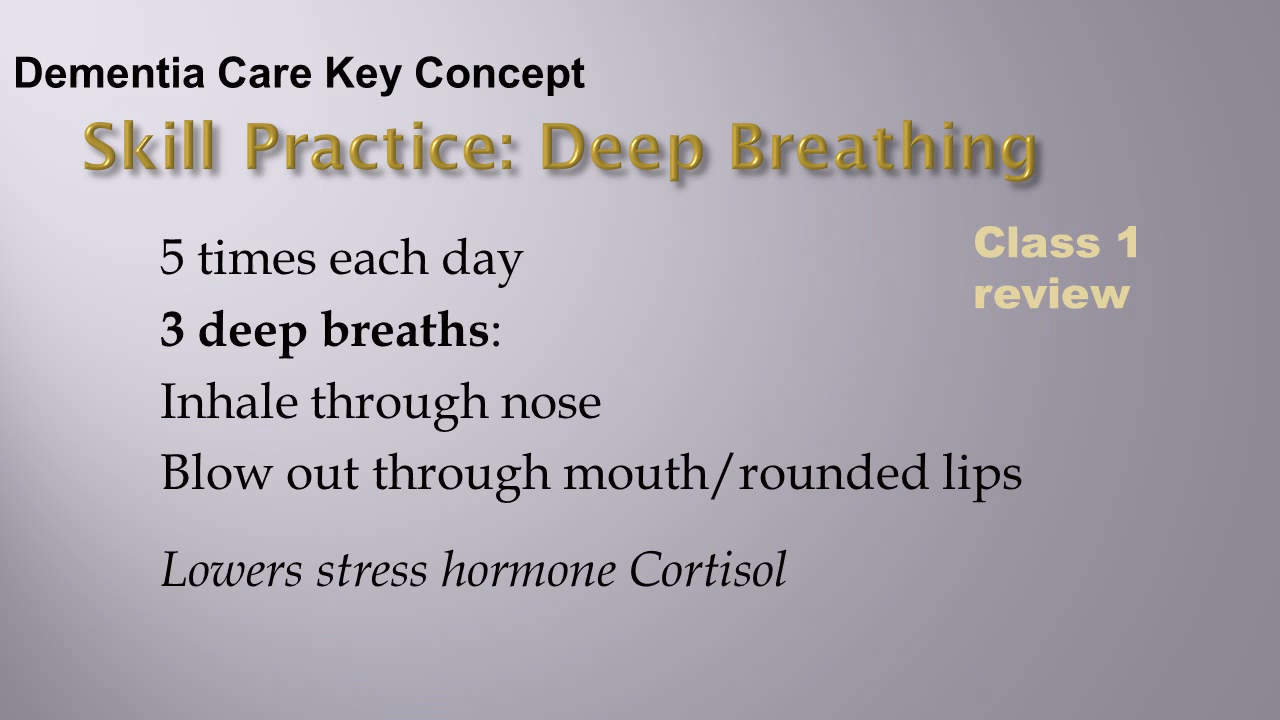 Dementia Care Key Concept
Skill Practice: Deep Breathing
5 times each day
Class 1
review
3 deep breaths:
Inhale through nose
Blow out through mouth/rounded lips
Lowers stress hormone Cortisol